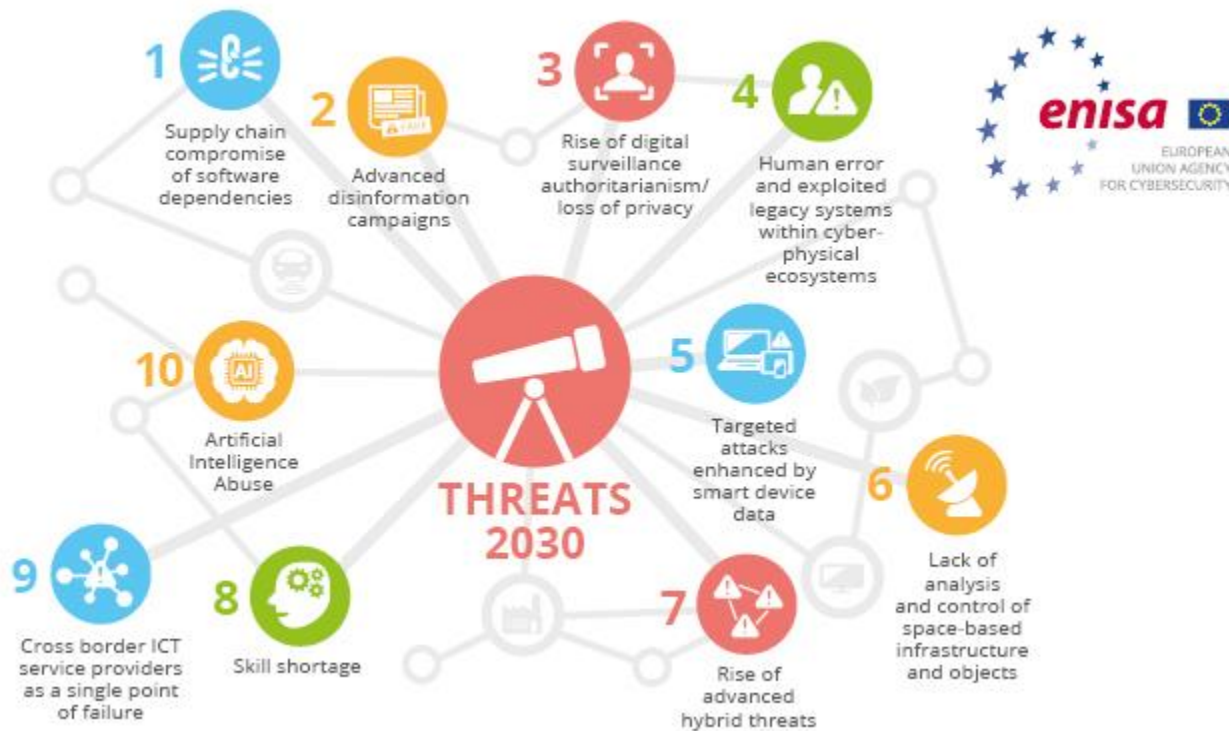 1
Supply chain
compromise
of software
dependencies
2
Advanced
disinformation
campaigns
3
Rise of digital
surveillance
authoritarianism/
loss of privacy
4
Human error
and exploited
legacy systems
within cyber-
physical
ecosystems
enisa
EUROPEAN
UNION AGENCY
FOR CYBERSECURITY
10
AI
Artificial
Intelligence
Abuse
THREATS
2030
5
Targeted
attacks
enhanced by
smart device
data
6
Lack of
analysis
and control of
space-based
infrastructure
and objects
9
Cross border ICT
service providers
as a single point
of failure
8
Skill shortage
7
Rise of
advanced
hybrid threats